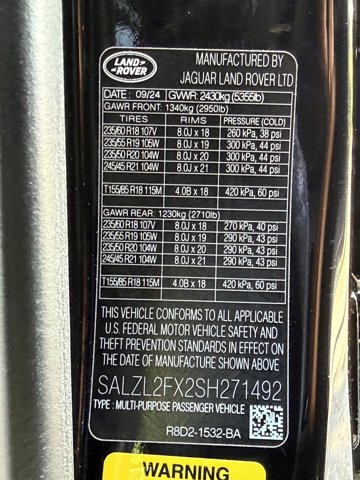 LAND ROVER
MANUFACTURED BY
JAGUAR LAND ROVER LTD
DATE : 09/24 GVWR: 2430kg (5355lb)
GAWR FRONT: 1340kg (2950lb)
TIRES RIMS PRESSURE (COLD)
235/60 R18 107V 8.0J x 18 260 kPa, 38 psi
235/55 R19 105W 8.0J x 19 300 kPa, 44 psi
235/50 R20 104W 8.0J x 20 300 kPa, 44 psi
245/45 R21 104W 8.0J x 21 300 kPa, 44 psi
T155/85 R18 115M 4.0B x 18 420 kPa, 60 psi
GAWR REAR: 1230kg (2710lb)
235/60 R18 107V 8.0J x 18 270 kPa, 40 psi
235/55 R19 105W 8.0J x 19 290 kPa, 43 psi
235/50 R20 104W 8.0J x 20 290 kPa, 43 psi
245/45 R21 104W 8.0J x 21 290 kPa, 43 psi
T155/85 R18 115M 4.0B x 18 420 kPa, 60 psi
THIS VEHICLE CONFORMS TO ALL APPLICABLE
U.S. FEDERAL MOTOR VEHICLE SAFETY AND
THEFT PREVENTION STANDARDS IN EFFECT ON
THE DATE OF MANUFACTURE SHOWN ABOVE
SALZL2FX2SH271492
TYPE : MULTI-PURPOSE PASSENGER VEHICLE
R8D2-1532-BA
WARNING